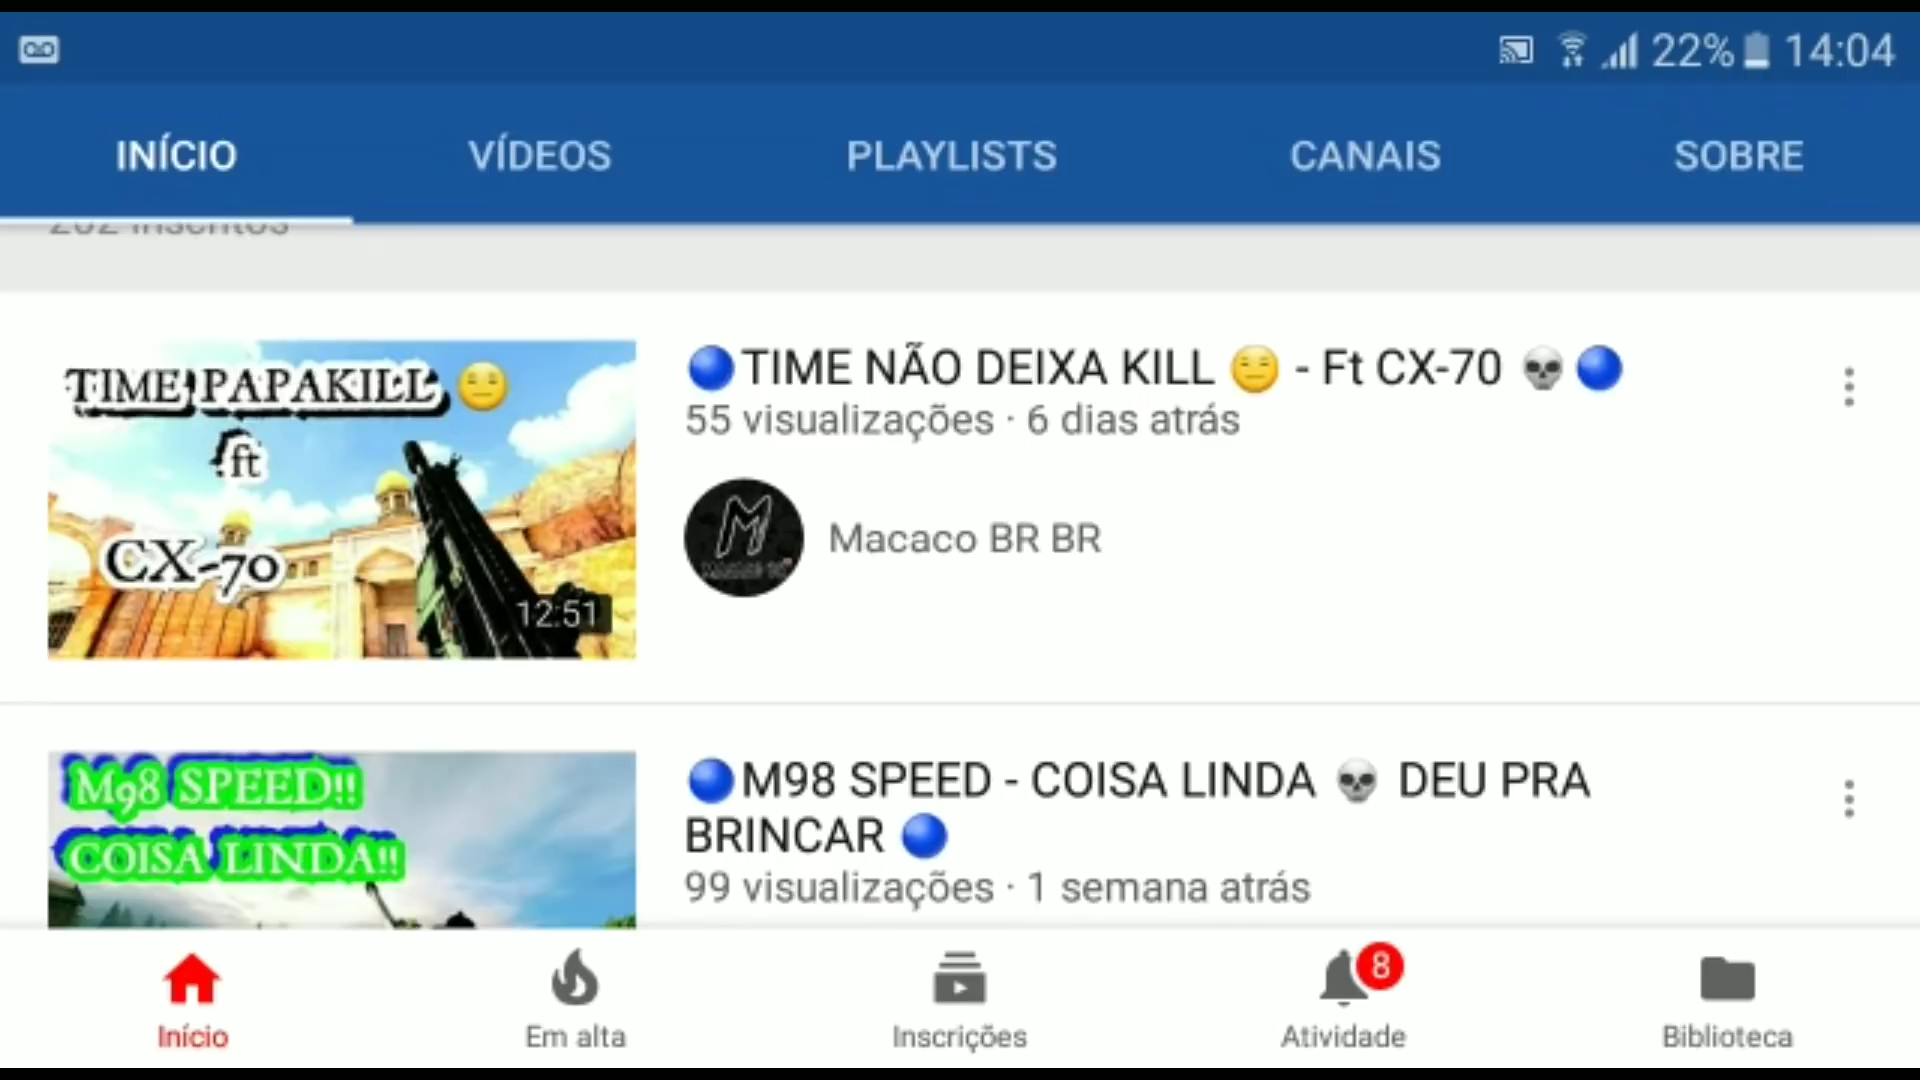 22% 14:04
INÍCIO VÍDEOS PLAYLISTS CANAIS SOBRE
202 inscritos
TIME PAPAKILL 😑
ft
CX-70
12:51
🔵TIME NÃO DEIXA KILL 😑 - Ft CX-70 💀🔵
55 visualizações · 6 dias atrás
M
Macaco BR BR
M98 SPEED!!
COISA LINDA!!
🔵M98 SPEED - COISA LINDA 💀 DEU PRA
BRINCAR 🔵
99 visualizações · 1 semana atrás
8
Início Em alta Inscrições Atividade Biblioteca